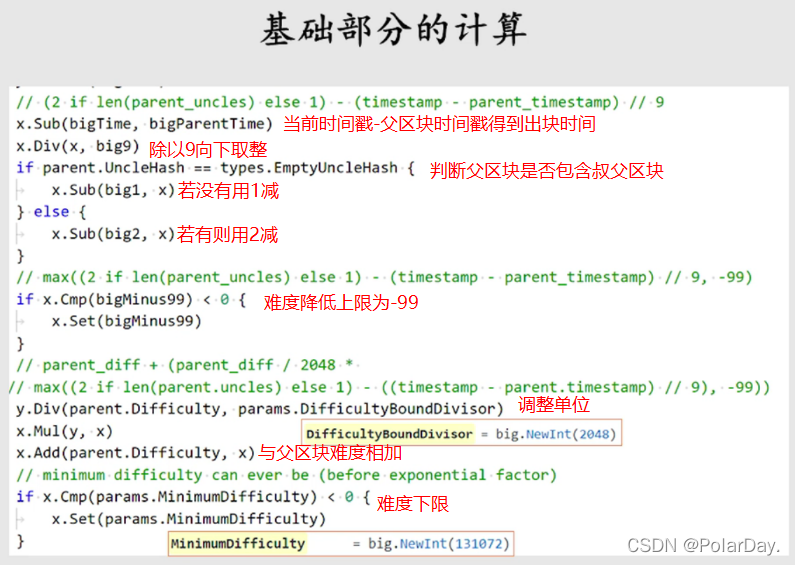 基础部分的计算
// (2 if len(parent_uncles) else 1) - (timestamp - parent_timestamp) // 9
x.Sub(bigTime, bigParentTime) 当前时间戳-父区块时间戳得到出块时间
x.Div(x, big9) 除以9向下取整
if parent.UncleHash == types.EmptyUncleHash { 判断父区块是否包含叔父区块
x.Sub(big1, x)若没有用1减
} else {
x.Sub(big2, x)若有则用2减
}
// max((2 if len(parent_uncles) else 1) - (timestamp - parent_timestamp) // 9, -99)
if x.Cmp(bigMinus99) < 0 { 难度降低上限为-99
x.Set(bigMinus99)
}
// parent_diff + (parent_diff / 2048 *
// max((2 if len(parent.uncles) else 1) - ((timestamp - parent.timestamp) // 9), -99))
y.Div(parent.Difficulty, params.DifficultyBoundDivisor) 调整单位
x.Mul(y, x) DifficultyBoundDivisor = big.NewInt(2048)
x.Add(parent.Difficulty, x)与父区块难度相加
// minimum difficulty can ever be (before exponential factor)
if x.Cmp(params.MinimumDifficulty) < 0 { 难度下限
x.Set(params.MinimumDifficulty)
} MinimumDifficulty = big.NewInt(131072)
CSDN @PolarDay.